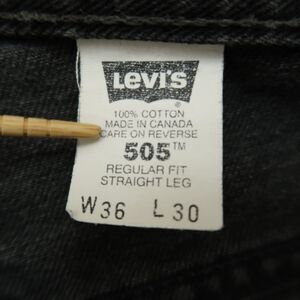 Levi's
100% COTTON
MADE IN CANADA
CARE ON REVERSE
505™
REGULAR FIT
STRAIGHT LEG
W36 L30